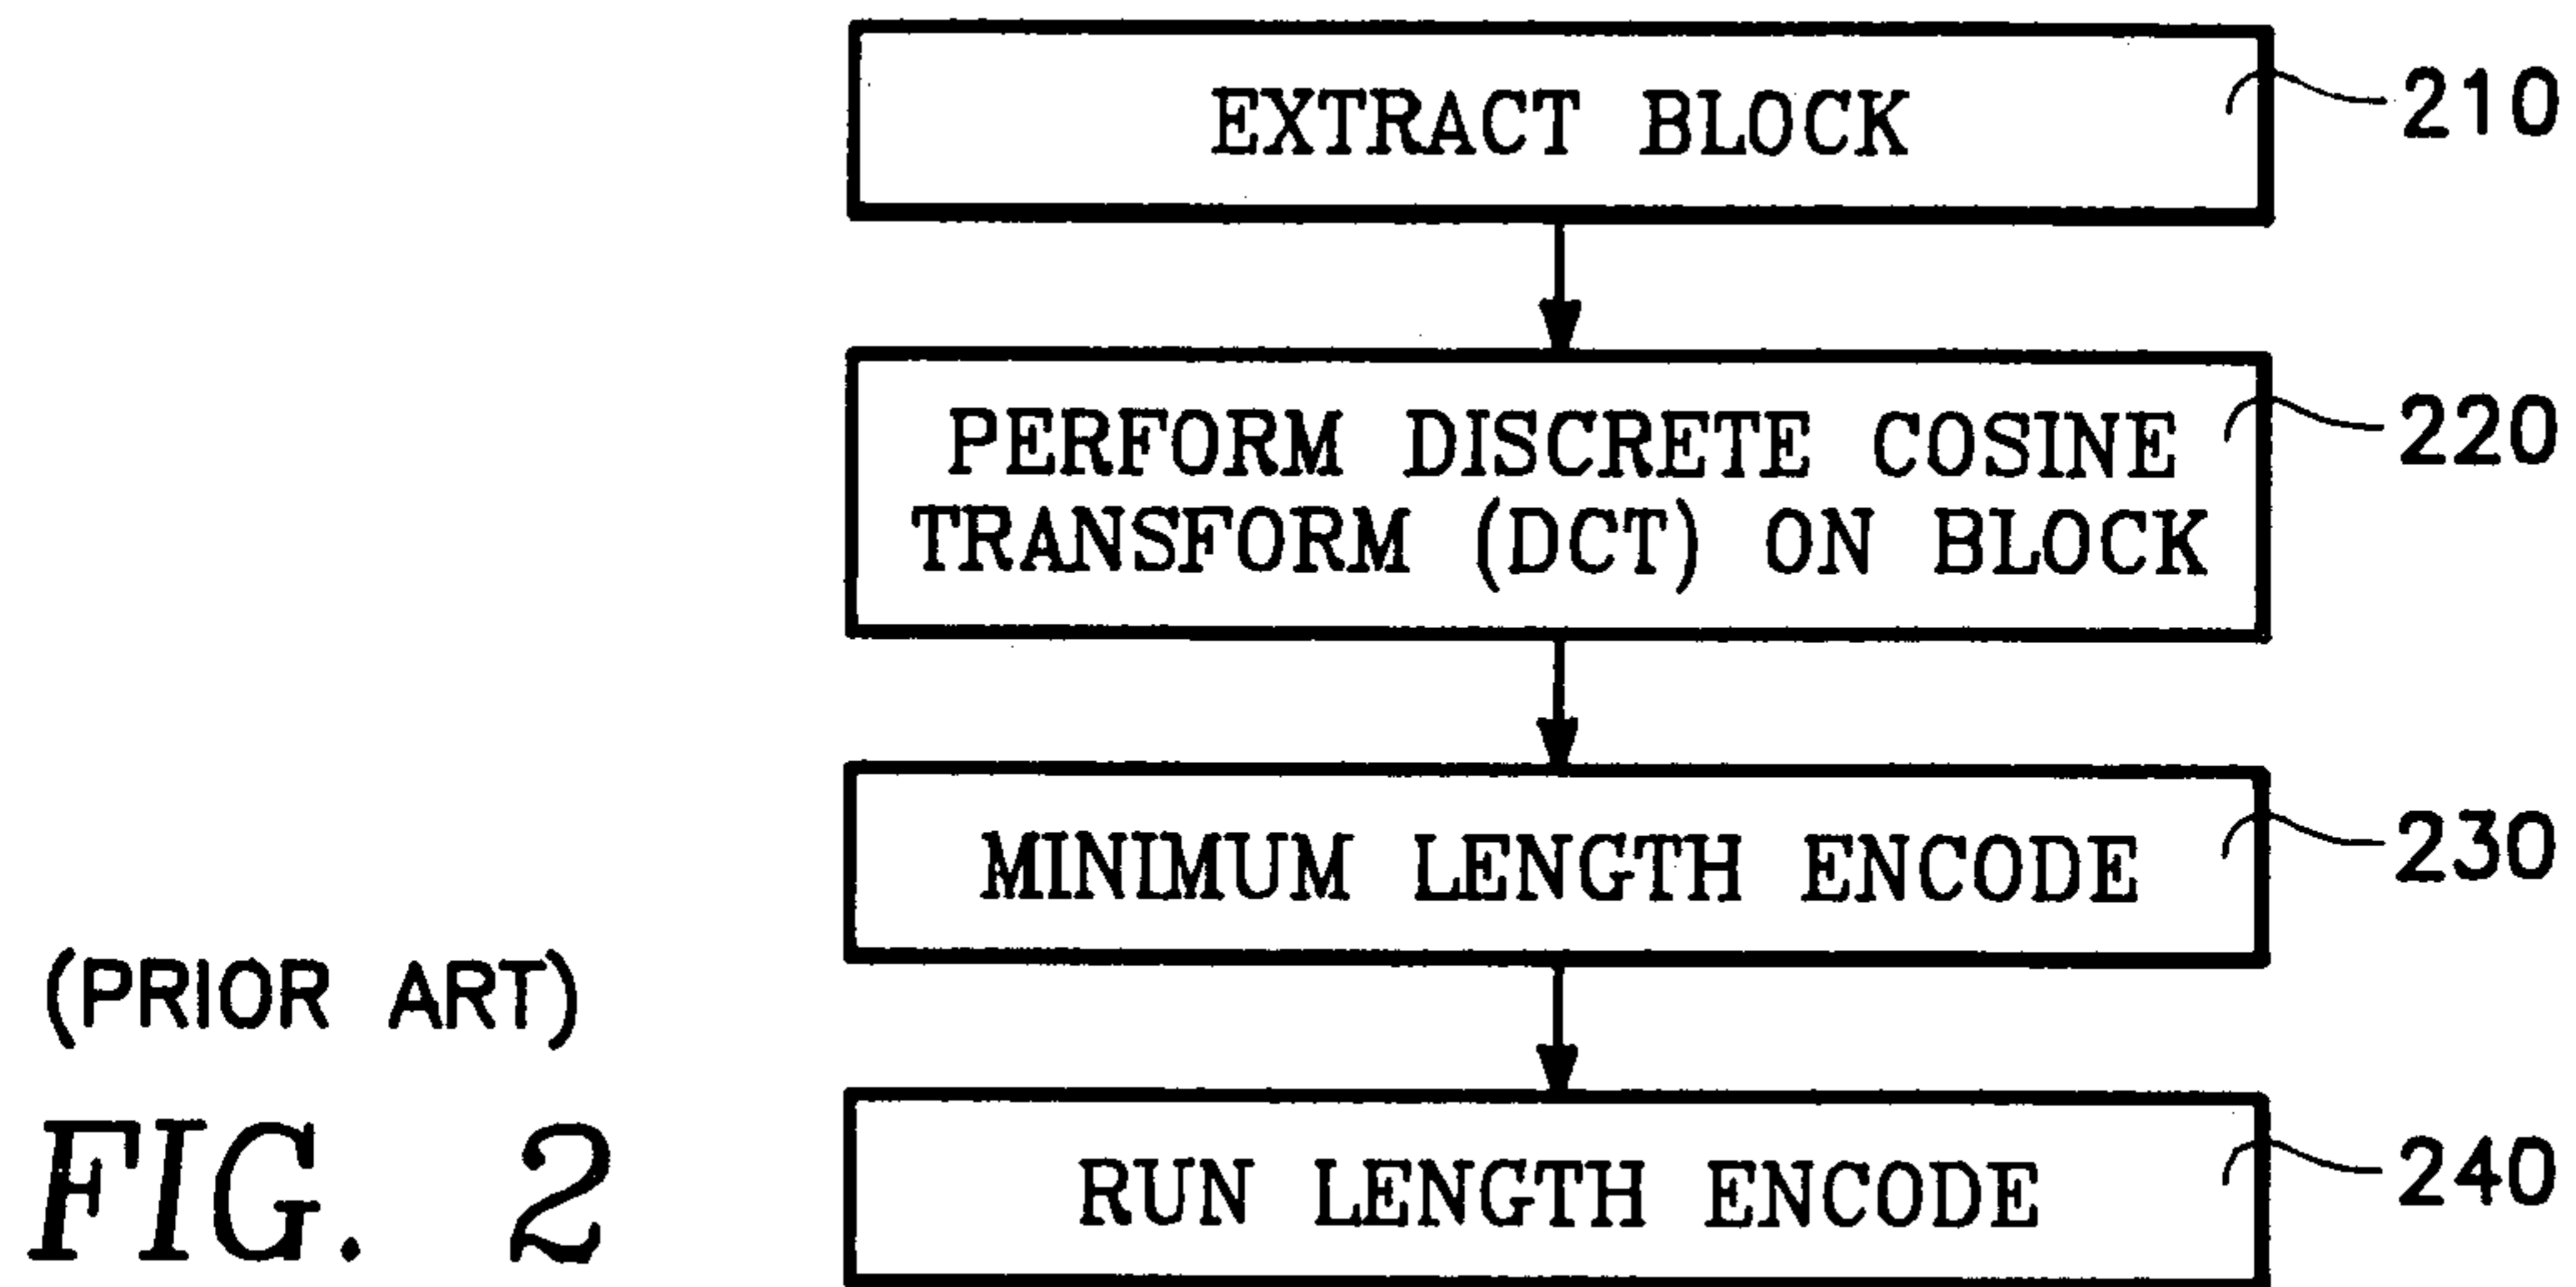 EXTRACT BLOCK
210
PERFORM DISCRETE COSINE
TRANSFORM (DCT) ON BLOCK
220
MINIMUM LENGTH ENCODE
230
RUN LENGTH ENCODE
240
(PRIOR ART)
FIG. 2